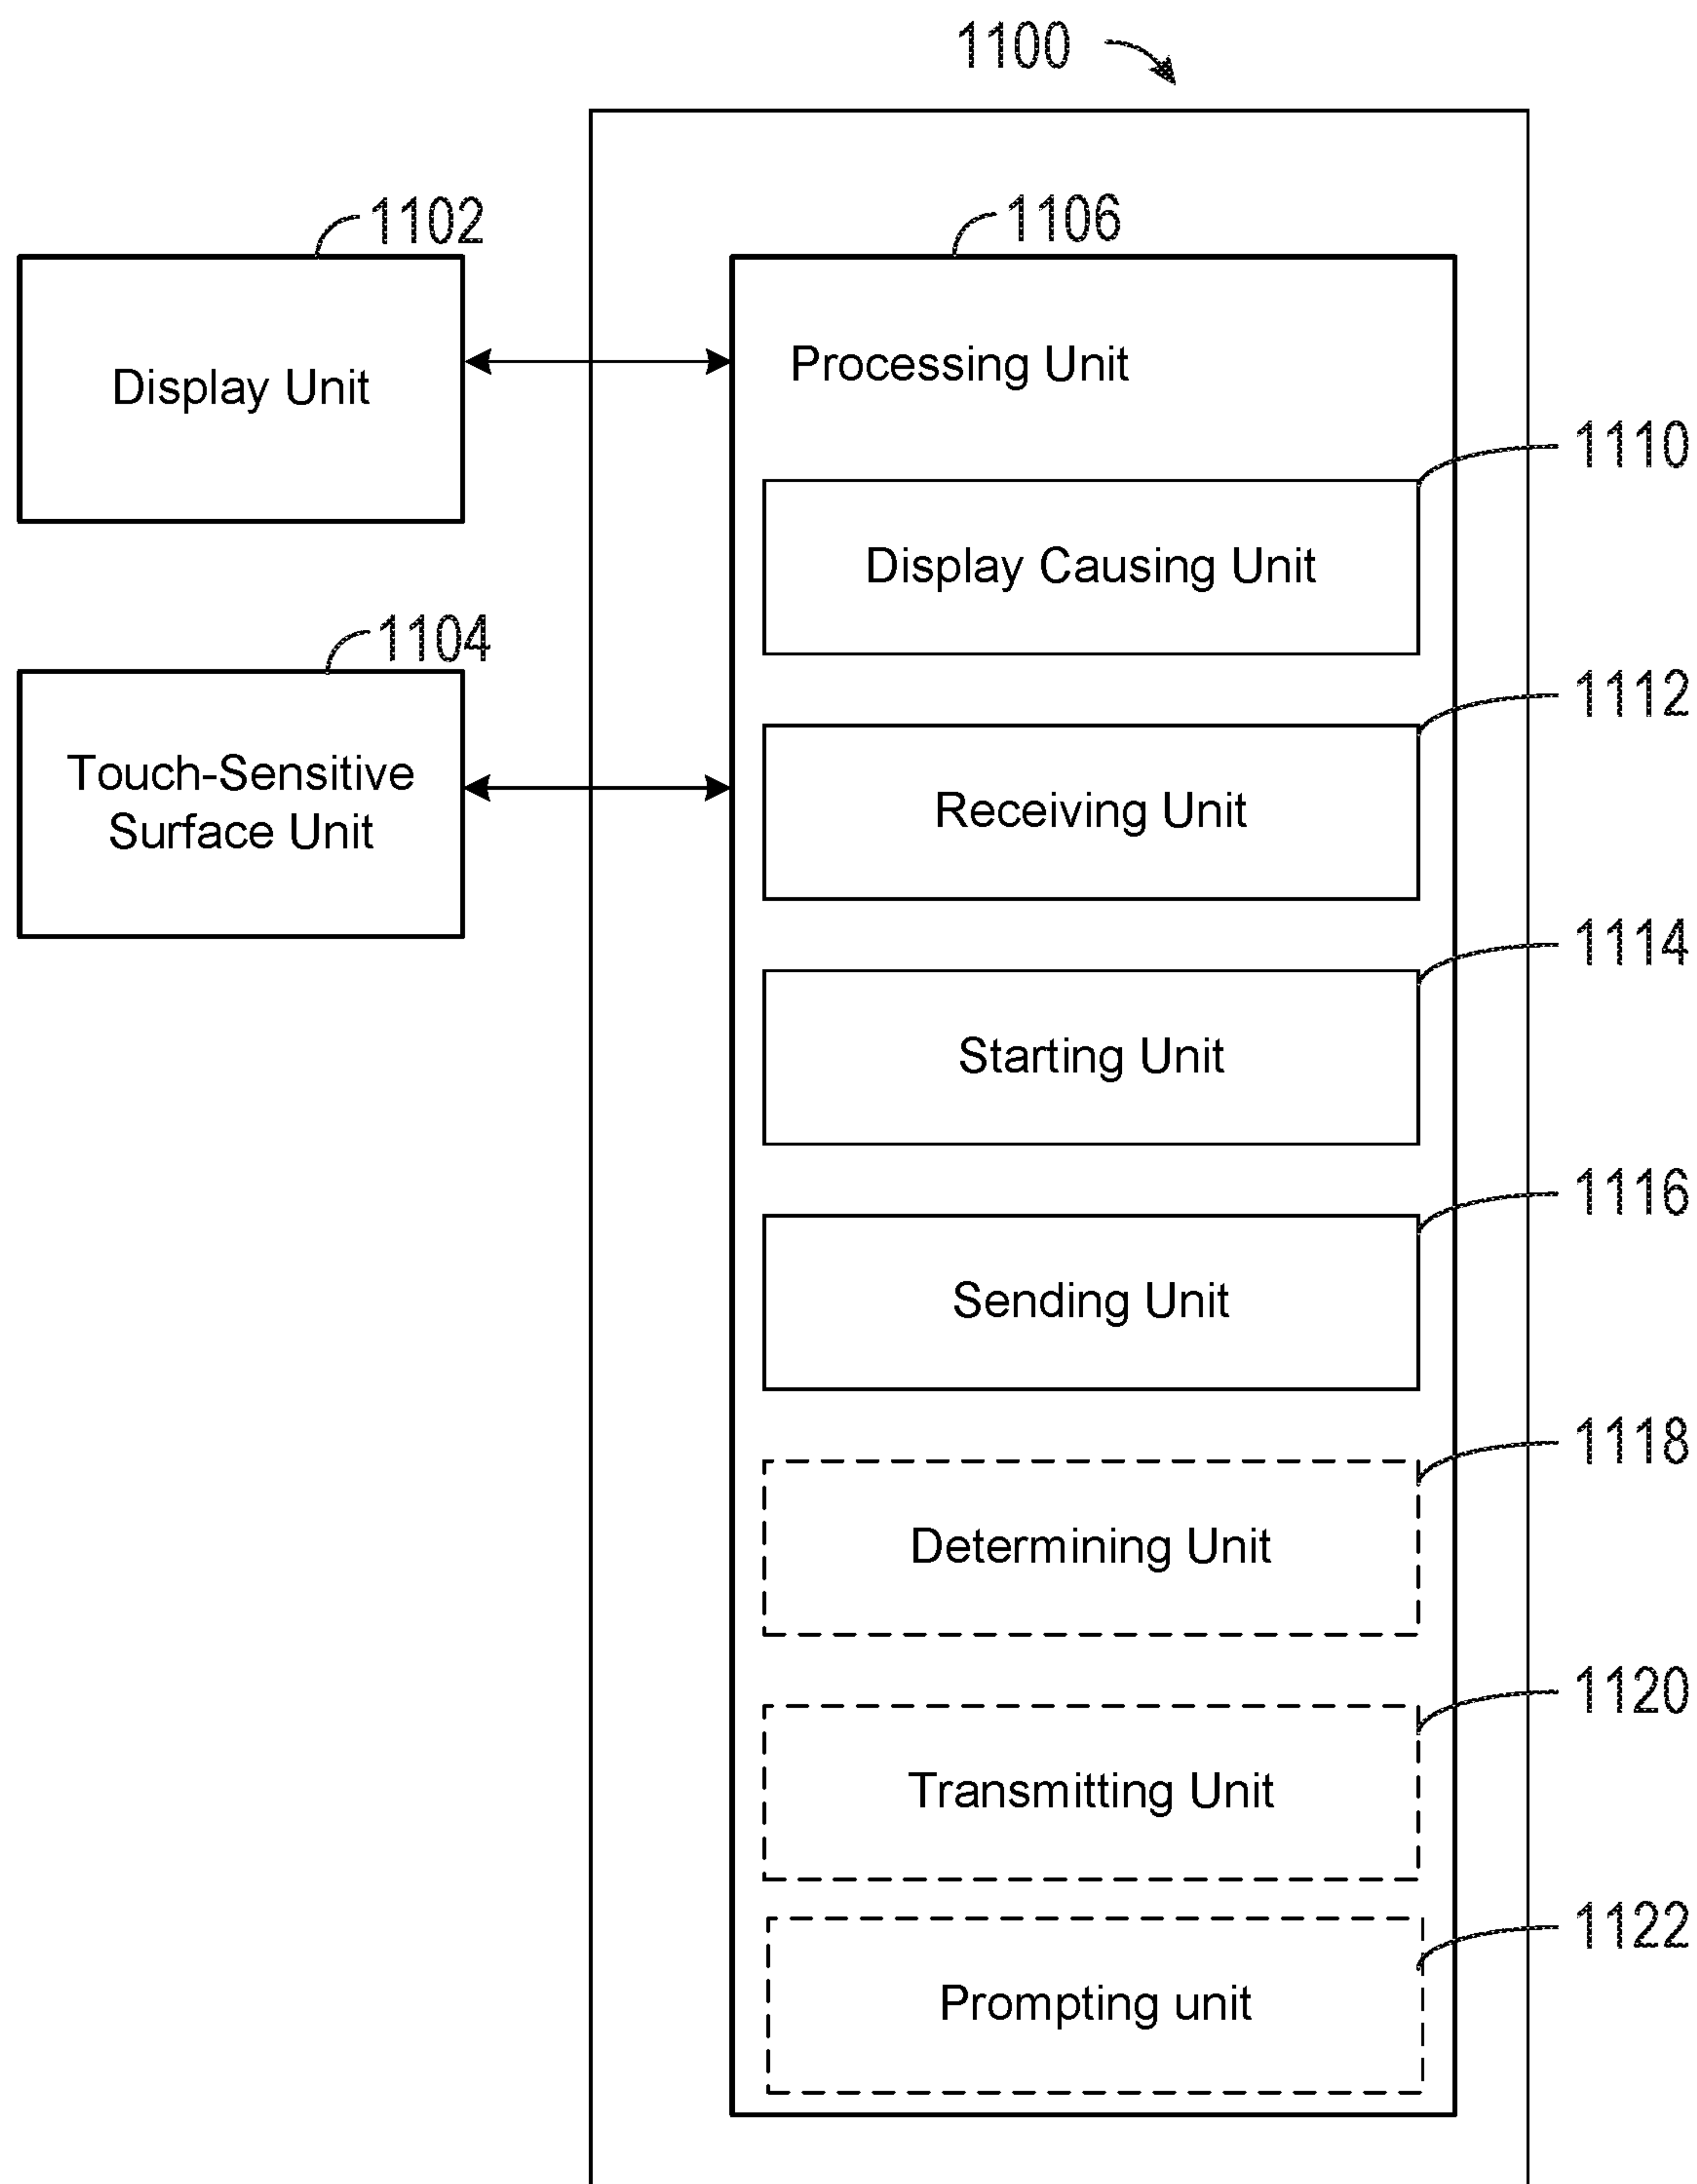 1100
1102
1106
Display Unit
Processing Unit
1110
Display Causing Unit
1104
1112
Touch-Sensitive
Surface Unit
Receiving Unit
1114
Starting Unit
1116
Sending Unit
1118
Determining Unit
1120
Transmitting Unit
1122
Prompting unit